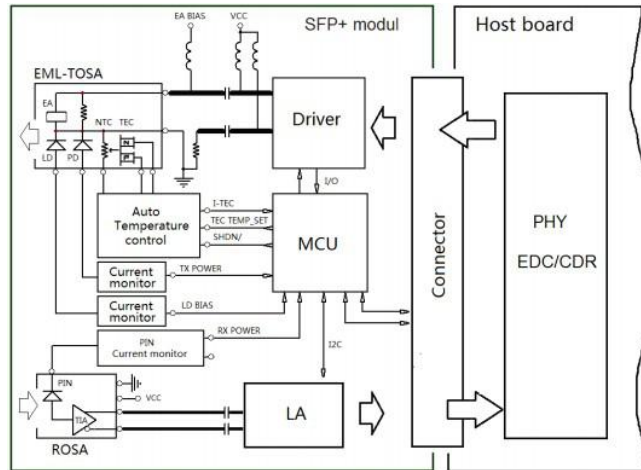 SFP+ modul
Host board
EA BIAS
VCC
EML-TOSA
EA
NTC TEC
N
P
LD
PD
Driver
I/O
Auto
Temperature
control
I-TEC
TEC TEMP_SET
SHDN/
MCU
Connector
PHY
EDC/CDR
Current
monitor
TX POWER
Current
monitor
LD BIAS
PIN
Current monitor
RX POWER
I2C
PIN
VCC
TIA
ROSA
LA